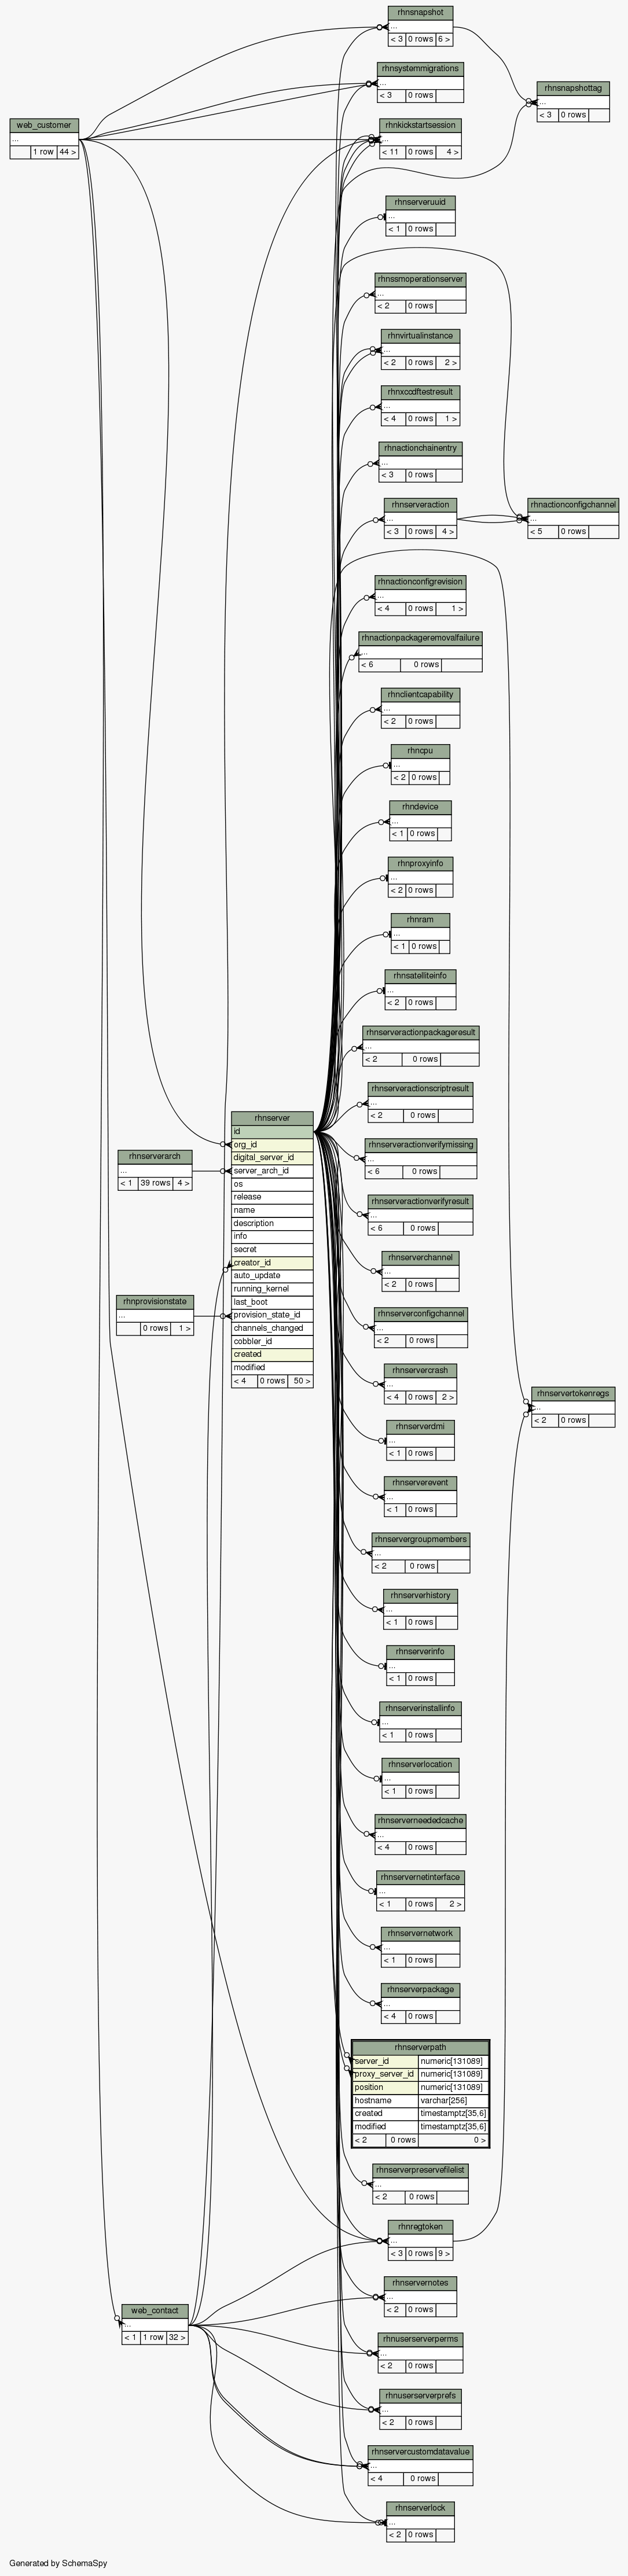 rhnsnapshot
...
< 3 0 rows 6 >
rhnsystemmigrations
...
< 3 0 rows
rhnsnapshottag
...
< 3 0 rows
web_customer
...
1 row 44 >
rhnkickstartsession
...
< 11 0 rows 4 >
rhnserveruuid
...
< 1 0 rows
rhnssmoperationserver
...
< 2 0 rows
rhnvirtualinstance
...
< 2 0 rows 2 >
rhnxccdftestresult
...
< 4 0 rows 1 >
rhnactionchainentry
...
< 3 0 rows
rhnserveraction
...
< 3 0 rows 4 >
rhnactionconfigchannel
...
< 5 0 rows
rhnactionconfigrevision
...
< 4 0 rows 1 >
rhnactionpackageremovalfailure
...
< 6 0 rows
rhnclientcapability
...
< 2 0 rows
rhncpu
...
< 2 0 rows
rhndevice
...
< 1 0 rows
rhnproxyinfo
...
< 2 0 rows
rhnram
...
< 1 0 rows
rhnsatelliteinfo
...
< 2 0 rows
rhnserveractionpackageresult
...
< 2 0 rows
rhnserveractionscriptresult
...
< 2 0 rows
rhnserver
id
org_id
digital_server_id
server_arch_id
os
release
name
description
info
secret
creator_id
auto_update
running_kernel
last_boot
provision_state_id
channels_changed
cobbler_id
created
modified
< 4 0 rows 50 >
rhnserverarch
...
< 1 39 rows 4 >
rhnprovisionstate
...
0 rows 1 >
rhnserveractionverifymissing
...
< 6 0 rows
rhnserveractionverifyresult
...
< 6 0 rows
rhnserverchannel
...
< 2 0 rows
rhnserverconfigchannel
...
< 2 0 rows
rhnservercrash
...
< 4 0 rows 2 >
rhnservertokenregs
...
< 2 0 rows
rhnserverdmi
...
< 1 0 rows
rhnserverevent
...
< 1 0 rows
rhnservergroupmembers
...
< 2 0 rows
rhnserverhistory
...
< 1 0 rows
rhnserverinfo
...
< 1 0 rows
rhnserverinstallinfo
...
< 1 0 rows
rhnserverlocation
...
< 1 0 rows
rhnserverneededcache
...
< 4 0 rows
rhnservernetinterface
...
< 1 0 rows 2 >
rhnservernetwork
...
< 1 0 rows
rhnserverpackage
...
< 4 0 rows
rhnserverpath
server_id numeric[131089]
proxy_server_id numeric[131089]
position numeric[131089]
hostname varchar[256]
created timestamptz[35,6]
modified timestamptz[35,6]
< 2 0 rows 0 >
rhnserverpreservefilelist
...
< 2 0 rows
rhnregtoken
...
< 3 0 rows 9 >
rhnservernotes
...
< 2 0 rows
web_contact
...
< 1 1 row 32 >
rhnuserserverperms
...
< 2 0 rows
rhnuserserverprefs
...
< 2 0 rows
rhnservercustomdatavalue
...
< 4 0 rows
rhnserverlock
...
< 2 0 rows
Generated by SchemaSpy